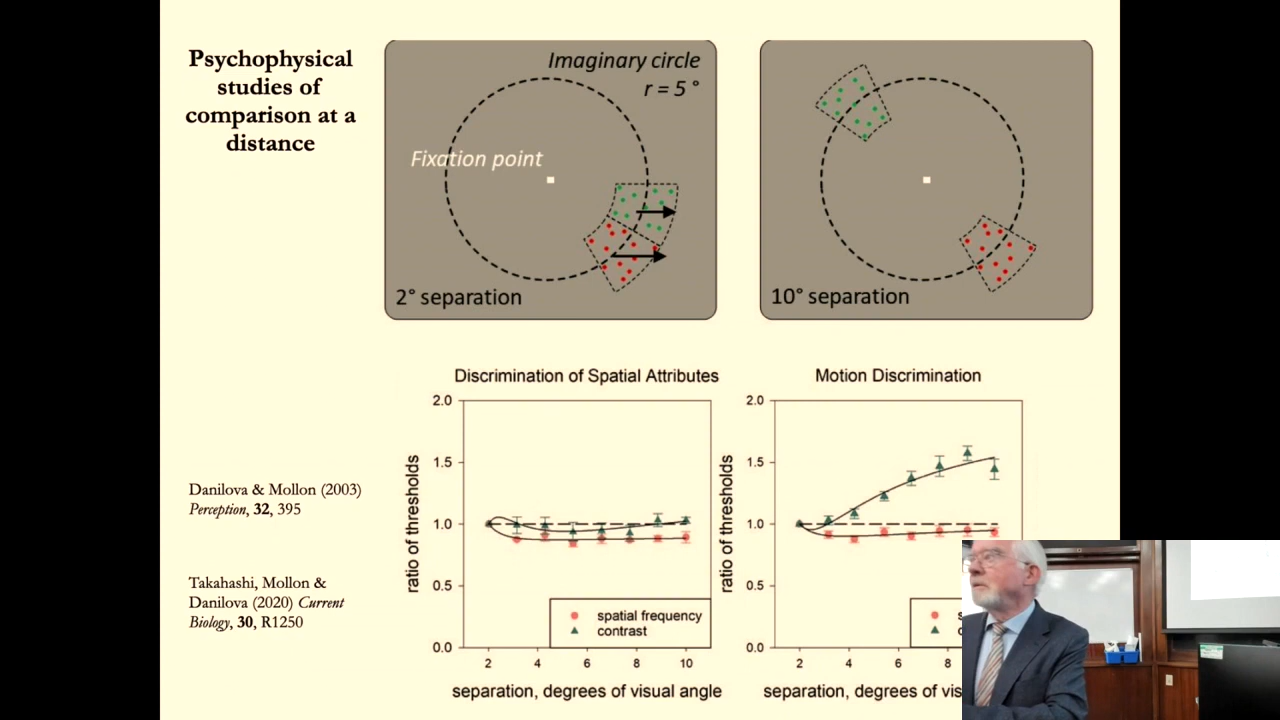 Psychophysical
studies of
comparison at a
distance
Imaginary circle
r = 5 °
Fixation point
2° separation
10° separation
Discrimination of Spatial Attributes
2.0
1.5
1.0
0.5
0.0
ratio of thresholds
spatial frequency
contrast
2 4 6 8 10
separation, degrees of visual angle
Motion Discrimination
2.0
1.5
1.0
0.5
0.0
ratio of thresholds
2 4 6 8
separation, degrees of vis
Danilova & Mollon (2003)
Perception, 32, 395
Takahashi, Mollon &
Danilova (2020) Current
Biology, 30, R1250